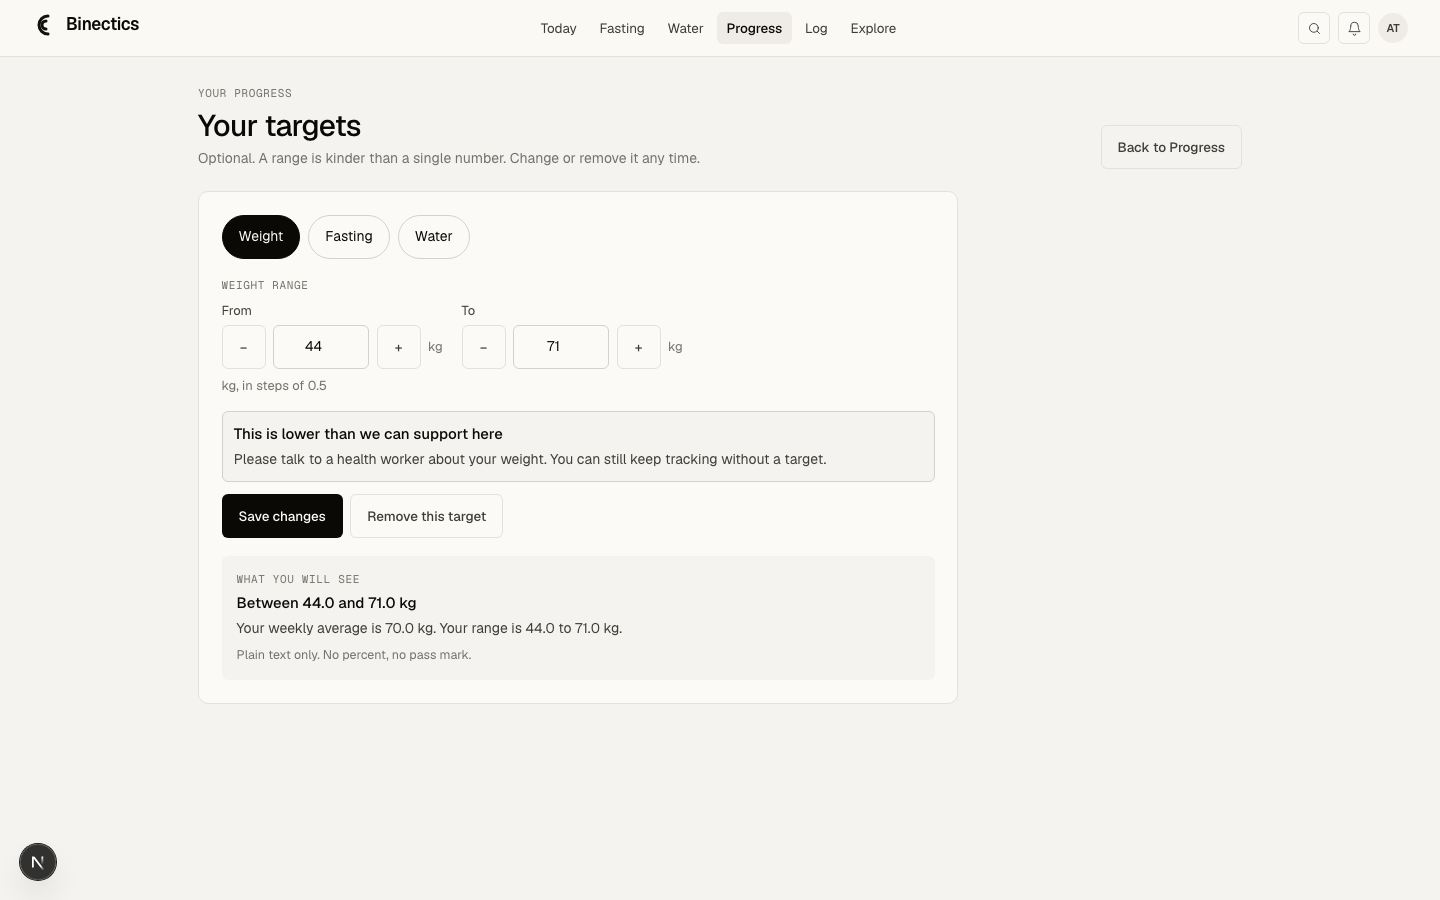 Binectics
Today Fasting Water Progress Log Explore
AT
YOUR PROGRESS
Your targets
Optional. A range is kinder than a single number. Change or remove it any time.
Back to Progress
Weight Fasting Water
WEIGHT RANGE
From To
− 44 + kg − 71 + kg
kg, in steps of 0.5
This is lower than we can support here
Please talk to a health worker about your weight. You can still keep tracking without a target.
Save changes Remove this target
WHAT YOU WILL SEE
Between 44.0 and 71.0 kg
Your weekly average is 70.0 kg. Your range is 44.0 to 71.0 kg.
Plain text only. No percent, no pass mark.
N